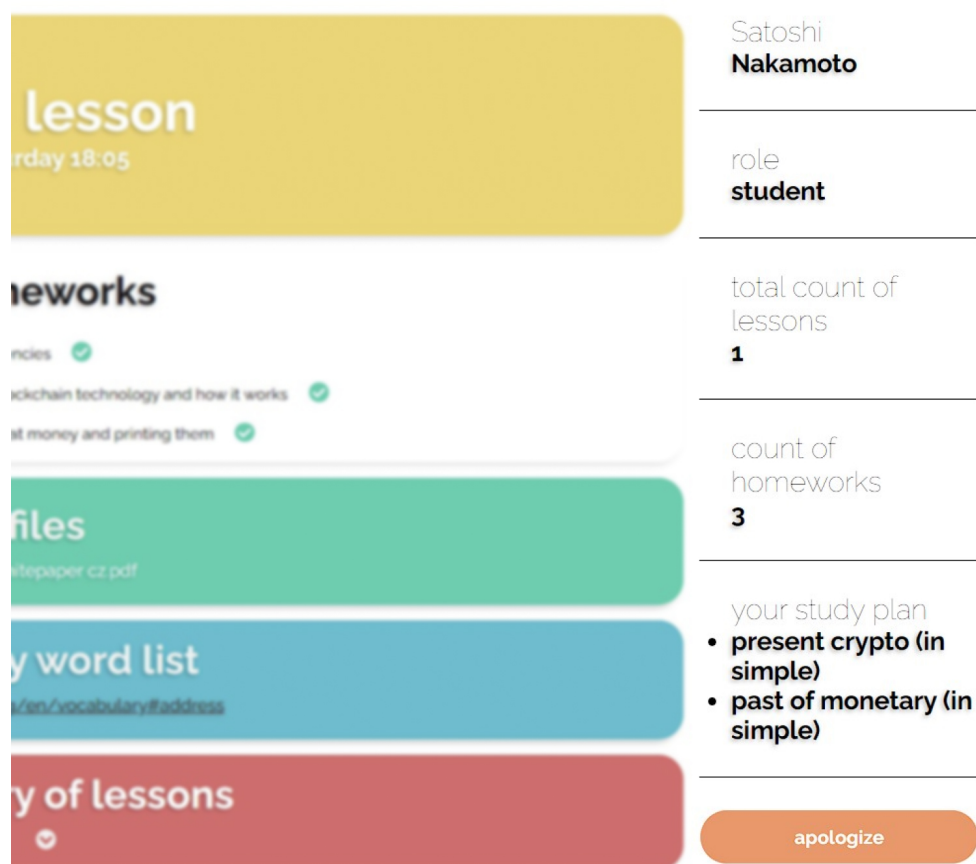 lesson
rday 18:05
neworks
ncies
ockchain technology and how it works
at money and printing them
files
itepaper cz.pdf
y word list
s/en/vocabulary#address
y of lessons
Satoshi
Nakamoto
role
student
total count of
lessons
1
count of
homeworks
3
your study plan
• present crypto (in
simple)
• past of monetary (in
simple)
apologize